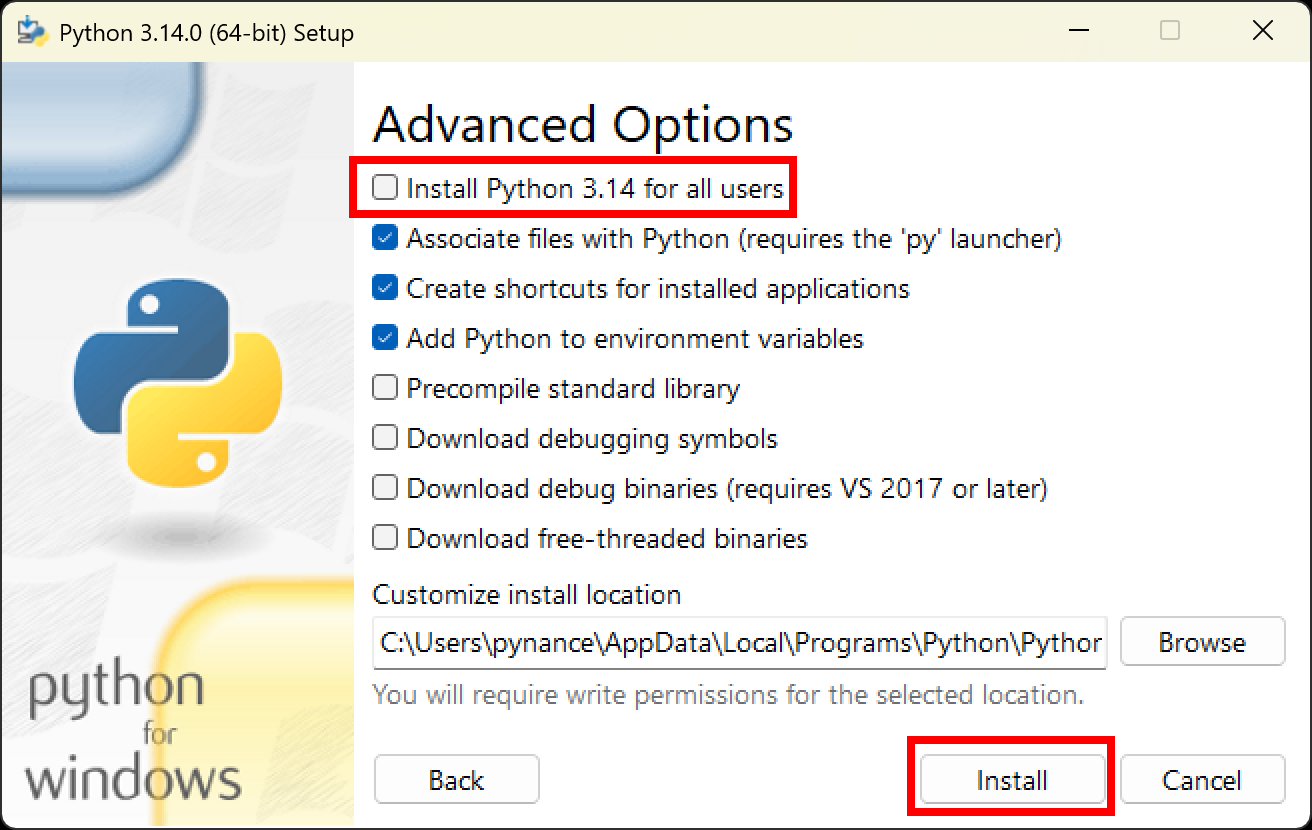 Python 3.14.0 (64-bit) Setup
Advanced Options
Install Python 3.14 for all users
Associate files with Python (requires the 'py' launcher)
Create shortcuts for installed applications
Add Python to environment variables
Precompile standard library
Download debugging symbols
Download debug binaries (requires VS 2017 or later)
Download free-threaded binaries
Customize install location
C:\Users\pynance\AppData\Local\Programs\Python\Pythor
Browse
You will require write permissions for the selected location.
python
for
windows
Back
Install
Cancel